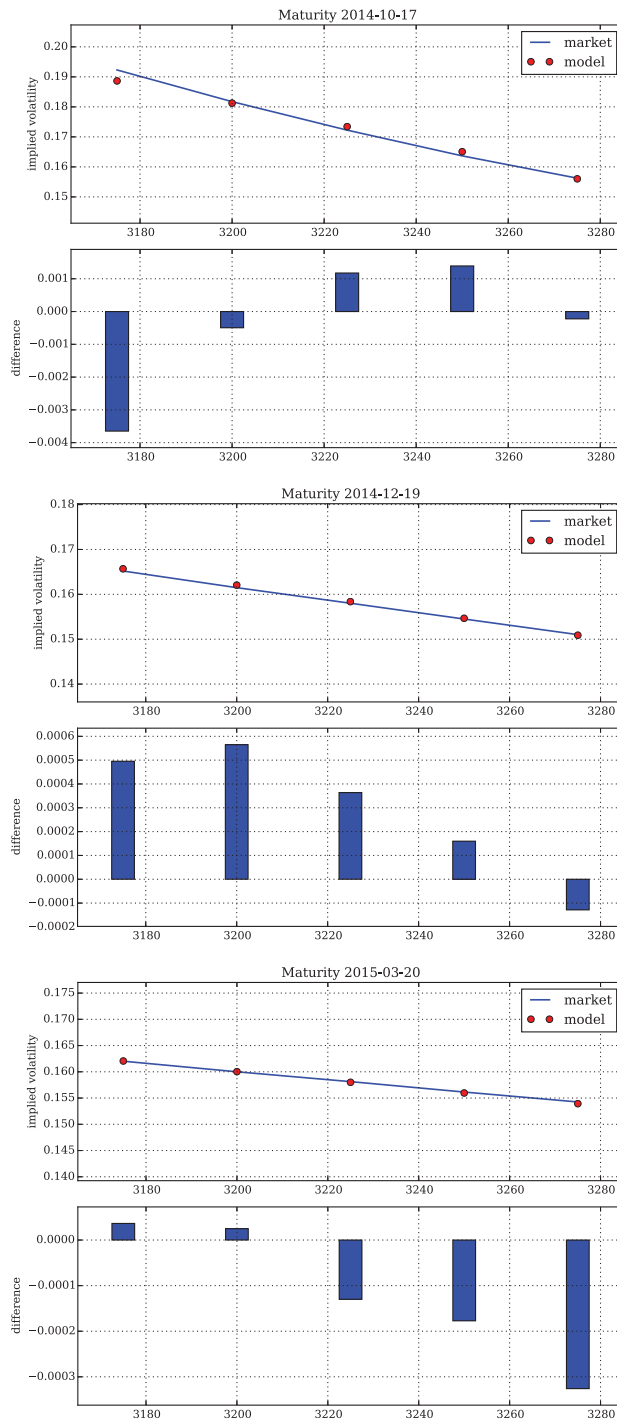 Maturity 2014-10-17
0.20
0.19
0.18
0.17
0.16
0.15
implied volatility
market
model
3180 3200 3220 3240 3260 3280
0.001
0.000
−0.001
−0.002
−0.003
−0.004
difference
3180 3200 3220 3240 3260 3280
Maturity 2014-12-19
0.18
0.17
0.16
0.15
0.14
implied volatility
market
model
3180 3200 3220 3240 3260 3280
0.0006
0.0005
0.0004
0.0003
0.0002
0.0001
0.0000
−0.0001
−0.0002
difference
3180 3200 3220 3240 3260 3280
Maturity 2015-03-20
0.175
0.170
0.165
0.160
0.155
0.150
0.145
0.140
implied volatility
market
model
3180 3200 3220 3240 3260 3280
0.0000
−0.0001
−0.0002
−0.0003
difference
3180 3200 3220 3240 3260 3280